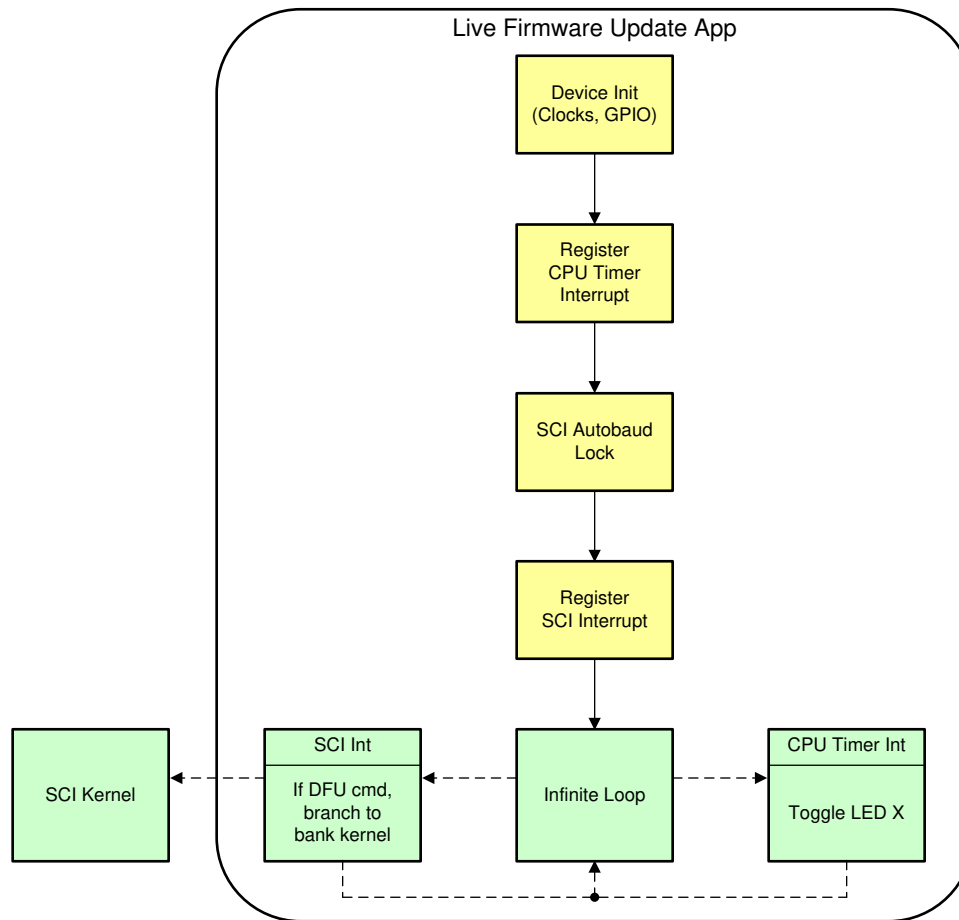 Live Firmware Update App
Device Init
(Clocks, GPIO)
Register
CPU Timer
Interrupt
SCI Autobaud
Lock
Register
SCI Interrupt
SCI Kernel
SCI Int
If DFU cmd,
branch to
bank kernel
Infinite Loop
CPU Timer Int
Toggle LED X